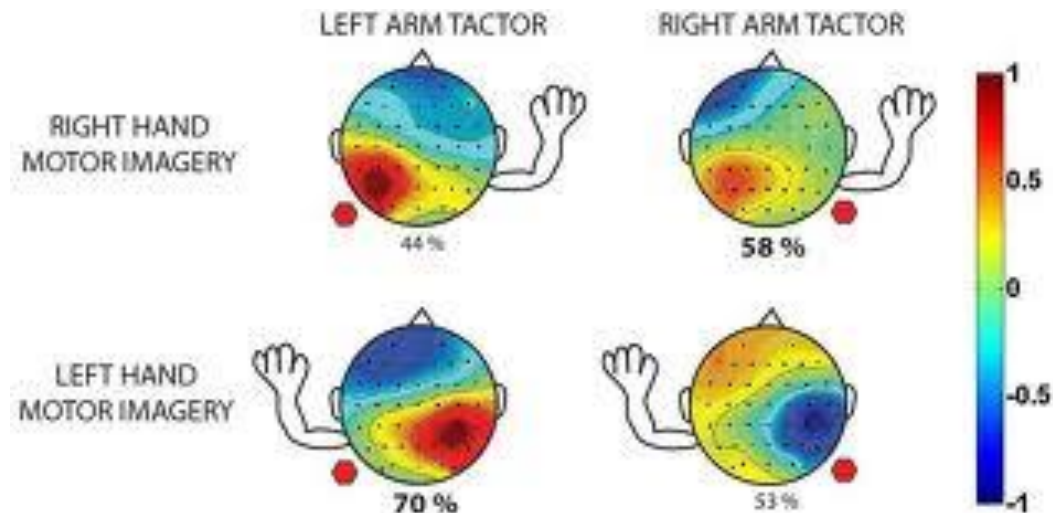 LEFT ARM TACTOR
RIGHT ARM TACTOR
RIGHT HAND
MOTOR IMAGERY
44 %
58 %
LEFT HAND
MOTOR IMAGERY
70 %
53 %
1
0.5
0
-0.5
-1